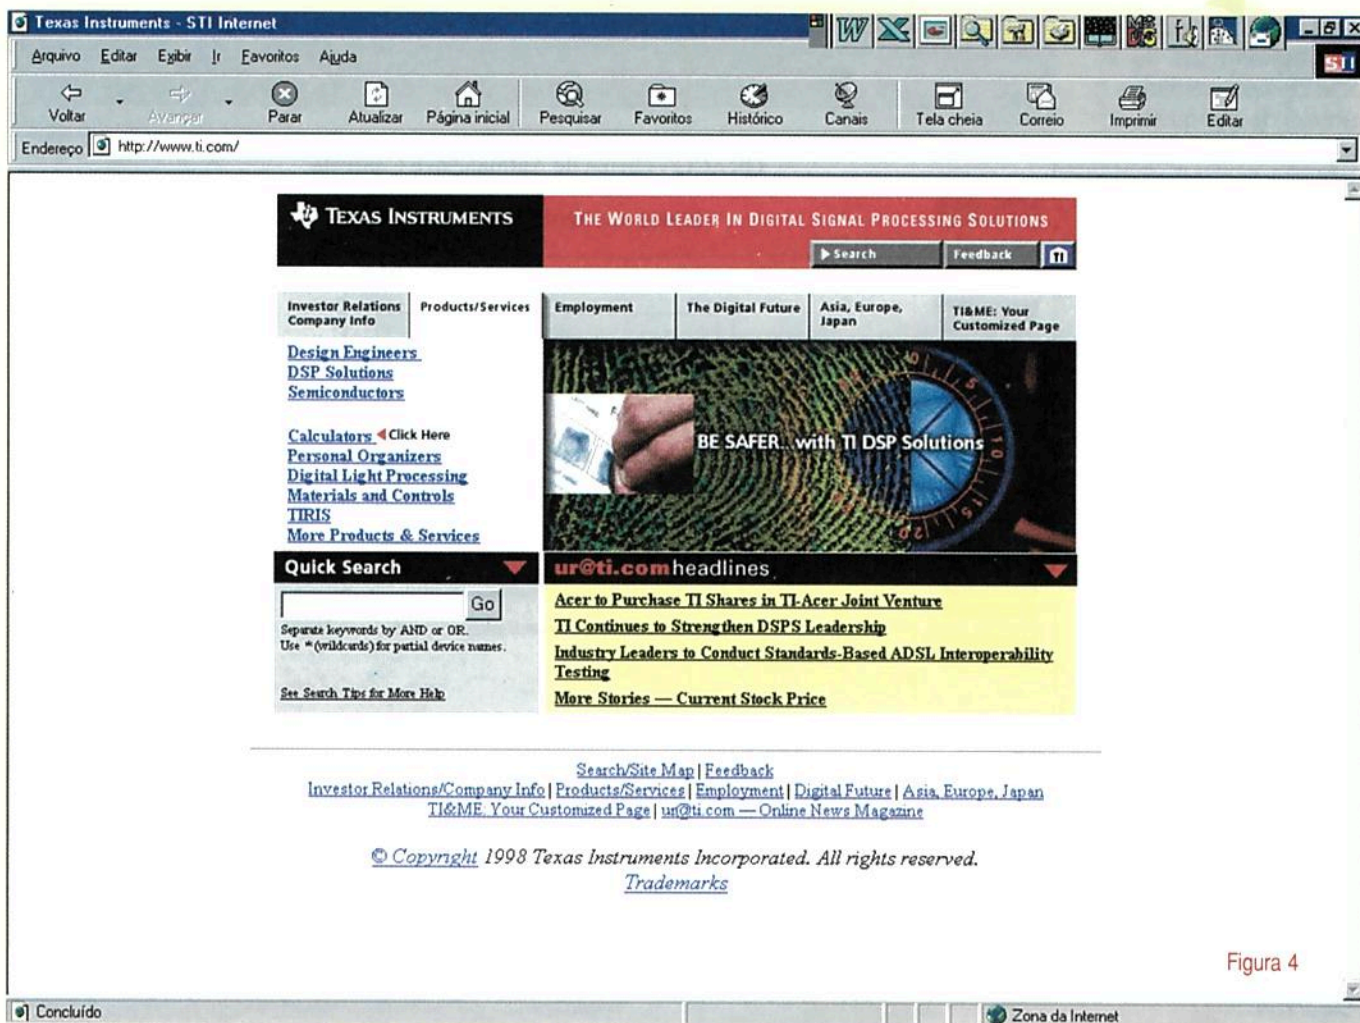 Texas Instruments - STI Internet
Arquivo Editar Exibir Ir Favoritos Ajuda
STI
Voltar Avançar Parar Atualizar Página inicial Pesquisar Favoritos Histórico Canais Tela cheia Correio Imprimir Editar
Endereço http://www.ti.com/
TEXAS INSTRUMENTS
THE WORLD LEADER IN DIGITAL SIGNAL PROCESSING SOLUTIONS
Search Feedback TI
Investor Relations
Company Info
Products/Services
Employment
The Digital Future
Asia, Europe,
Japan
TI&ME: Your
Customized Page
Design Engineers
DSP Solutions
Semiconductors
Calculators Click Here
Personal Organizers
Digital Light Processing
Materials and Controls
TIRIS
More Products & Services
BE SAFER...with TI DSP Solutions
Quick Search
Go
Separate keywords by AND or OR.
Use * (wildcards) for partial device names.
See Search Tips for More Help
ur@ti.com headlines
Acer to Purchase TI Shares in TI-Acer Joint Venture
TI Continues to Strengthen DSPS Leadership
Industry Leaders to Conduct Standards-Based ADSL Interoperability
Testing
More Stories — Current Stock Price
Search/Site Map | Feedback
Investor Relations/Company Info | Products/Services | Employment | Digital Future | Asia, Europe, Japan
TI&ME: Your Customized Page | ur@ti.com — Online News Magazine
© Copyright 1998 Texas Instruments Incorporated. All rights reserved.
Trademarks
Figura 4
Concluído
Zona da Internet